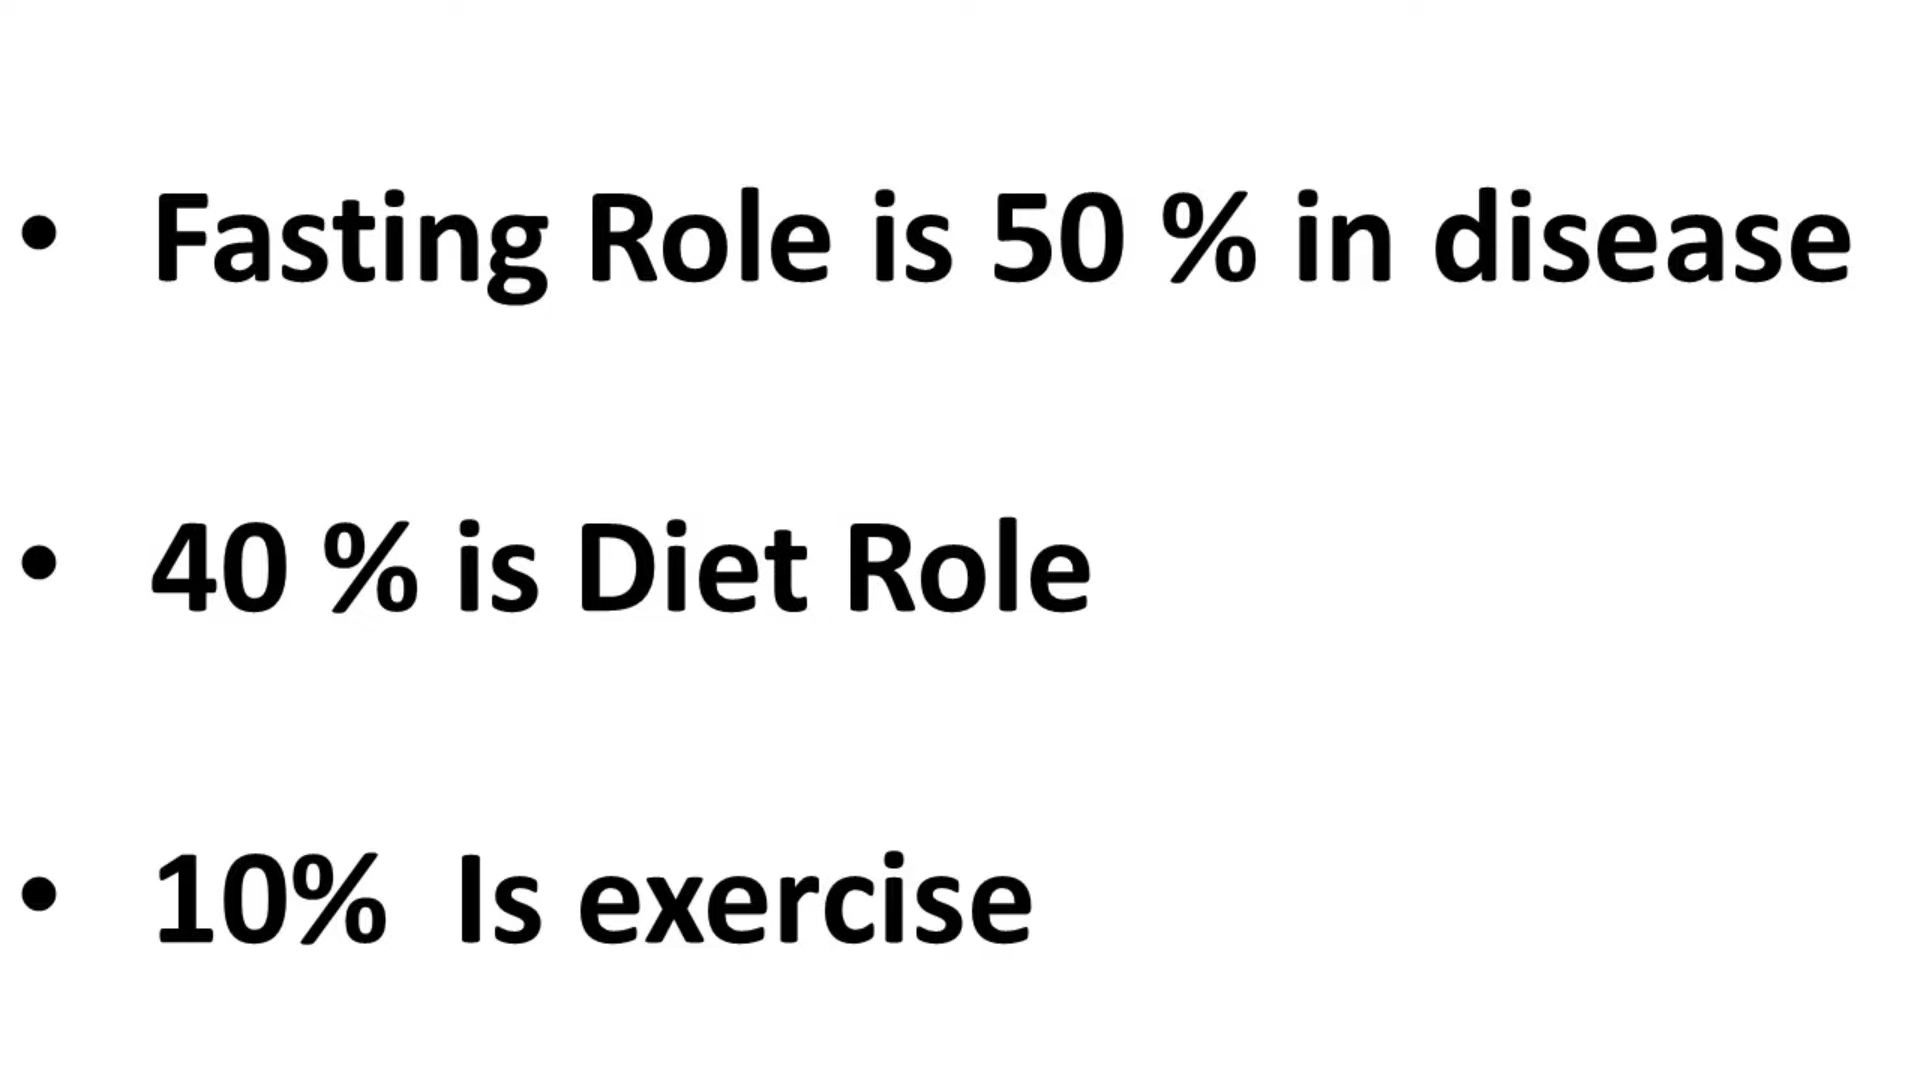 • Fasting Role is 50 % in disease
• 40 % is Diet Role
• 10%  Is exercise